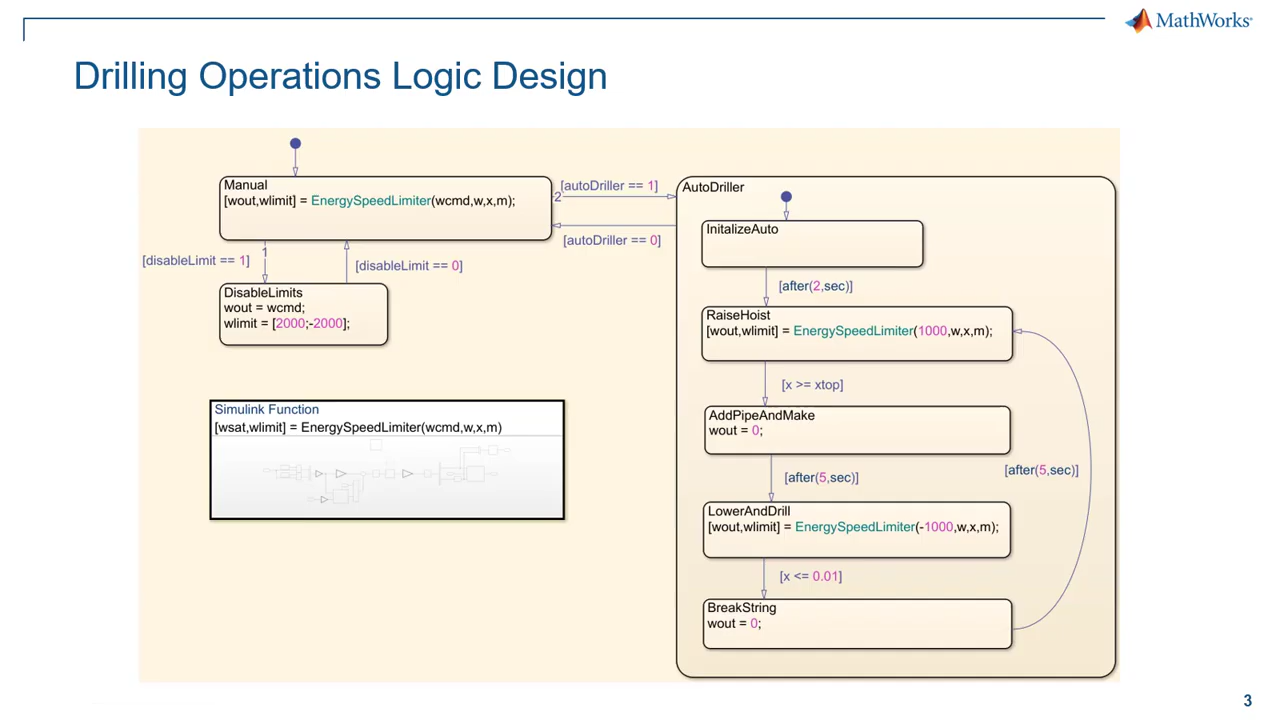 MathWorks®
Drilling Operations Logic Design
Manual
[wout,wlimit] = EnergySpeedLimiter(wcmd,w,x,m);
[autoDriller == 1]
2
[autoDriller == 0]
1
[disableLimit == 1]
[disableLimit == 0]
DisableLimits
wout = wcmd;
wlimit = [2000;-2000];
Simulink Function
[wsat,wlimit] = EnergySpeedLimiter(wcmd,w,x,m)
AutoDriller
InitalizeAuto
[after(2,sec)]
RaiseHoist
[wout,wlimit] = EnergySpeedLimiter(1000,w,x,m);
[x >= xtop]
AddPipeAndMake
wout = 0;
[after(5,sec)]
[after(5,sec)]
LowerAndDrill
[wout,wlimit] = EnergySpeedLimiter(-1000,w,x,m);
[x <= 0.01]
BreakString
wout = 0;
3